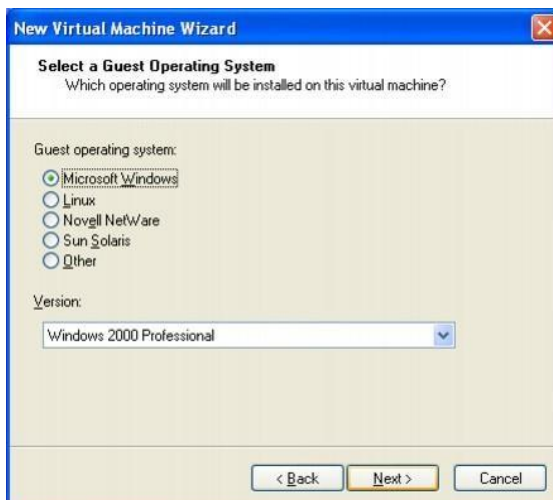 New Virtual Machine Wizard
Select a Guest Operating System
Which operating system will be installed on this virtual machine?
Guest operating system:
Microsoft Windows
Linux
Novell NetWare
Sun Solaris
Other
Version:
Windows 2000 Professional
< Back Next > Cancel